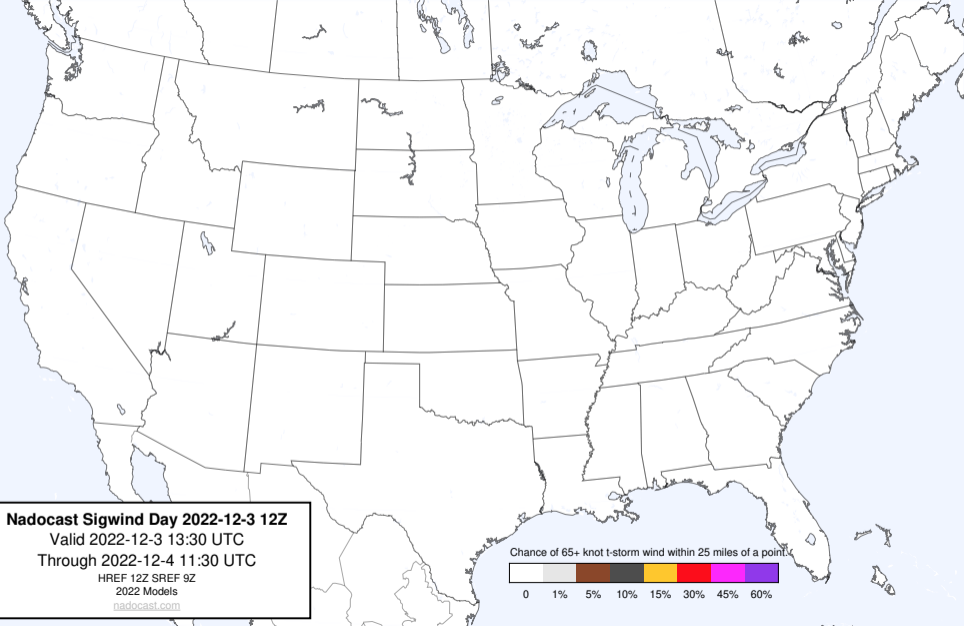 Nadocast Sigwind Day 2022-12-3 12Z
Valid 2022-12-3 13:30 UTC
Through 2022-12-4 11:30 UTC
HREF 12Z SREF 9Z
2022 Models
nadocast.com
Chance of 65+ knot t-storm wind within 25 miles of a point.
0 1% 5% 10% 15% 30% 45% 60%